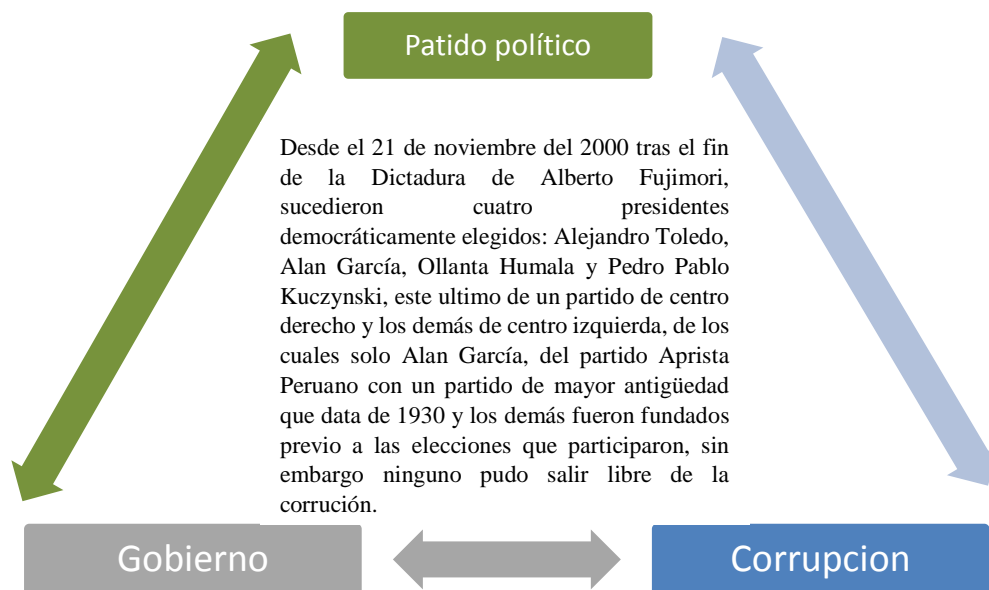 Patido político
Desde el 21 de noviembre del 2000 tras el fin
de la Dictadura de Alberto Fujimori,
sucedieron cuatro presidentes
democráticamente elegidos: Alejandro Toledo,
Alan García, Ollanta Humala y Pedro Pablo
Kuczynski, este ultimo de un partido de centro
derecho y los demás de centro izquierda, de los
cuales solo Alan García, del partido Aprista
Peruano con un partido de mayor antigüedad
que data de 1930 y los demás fueron fundados
previo a las elecciones que participaron, sin
embargo ninguno pudo salir libre de la
corrución.
Gobierno
Corrupcion